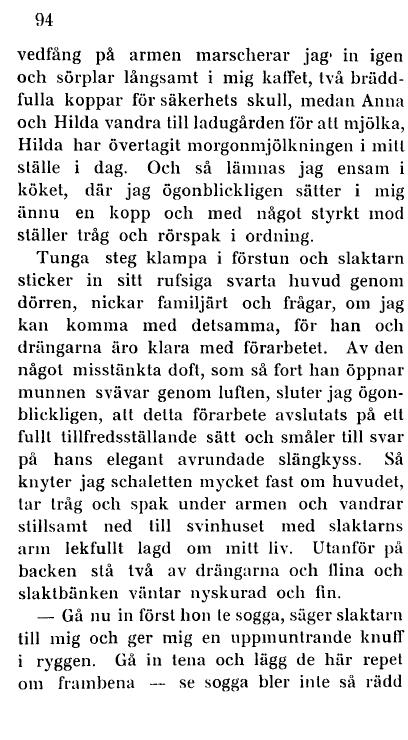 94
vedfång på armen marscherar jag in igen
och sörplar långsamt i mig kaffet, två brädd-
fulla koppar för säkerhets skull, medan Anna
och Hilda vandra till ladugården för att mjölka,
Hilda har övertagit morgonmjölkningen i mitt
ställe i dag. Och så lämnas jag ensam i
köket, där jag ögonblickligen sätter i mig
ännu en kopp och med något styrkt mod
ställer tråg och rörspak i ordning.
Tunga steg klampa i förstun och slaktarn
sticker in sitt rufsiga svarta huvud genom
dörren, nickar familjärt och frågar, om jag
kan komma med detsamma, för han och
drängarna äro klara med förarbetet. Av den
något misstänkta doft, som så fort han öppnar
munnen svävar genom luften, sluter jag ögon-
blickligen, att detta förarbete avslutats på ett
fullt tillfredsställande sätt och småler till svar
på hans elegant avrundade slängkyss. Så
knyter jag schaletten mycket fast om huvudet,
tar tråg och spak under armen och vandrar
stillsamt ned till svinhuset med slaktarns
arm lekfullt lagd om mitt liv. Utanför på
backen stå två av drängarna och flina och
slaktbänken väntar nyskurad och fin.
— Gå nu in först hon te sogga, säger slaktarn
till mig och ger mig en uppmuntrande knuff
i ryggen. Gå in tena och lägg de här repet
om frambena — se sogga bler inte så rädd